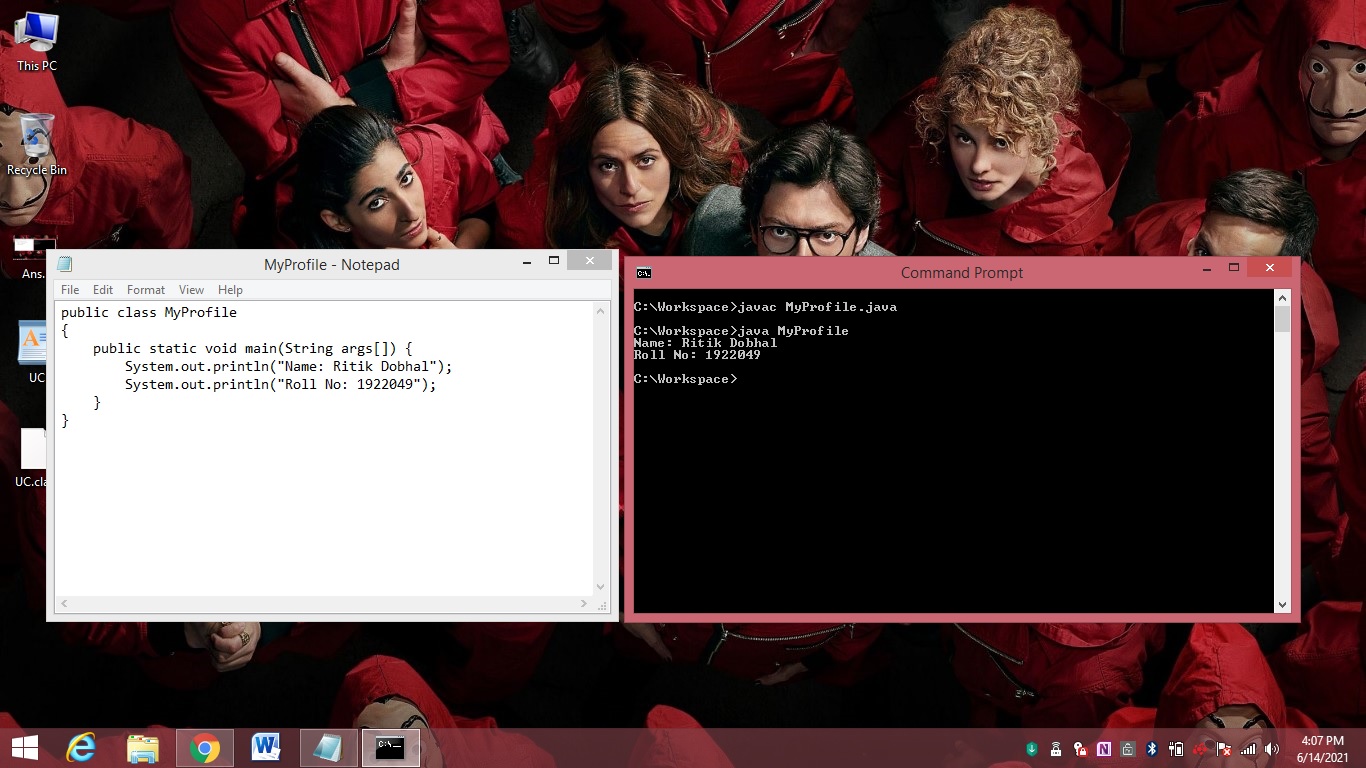 This PC
Recycle Bin
Ans.
UC
UC.cla
MyProfile - Notepad
File Edit Format View Help
public class MyProfile
{
    public static void main(String args[]) {
        System.out.println("Name: Ritik Dobhal");
        System.out.println("Roll No: 1922049");
    }
}
Command Prompt
C:\Workspace>javac MyProfile.java
C:\Workspace>java MyProfile
Name: Ritik Dobhal
Roll No: 1922049
C:\Workspace>
4:07 PM
6/14/2021